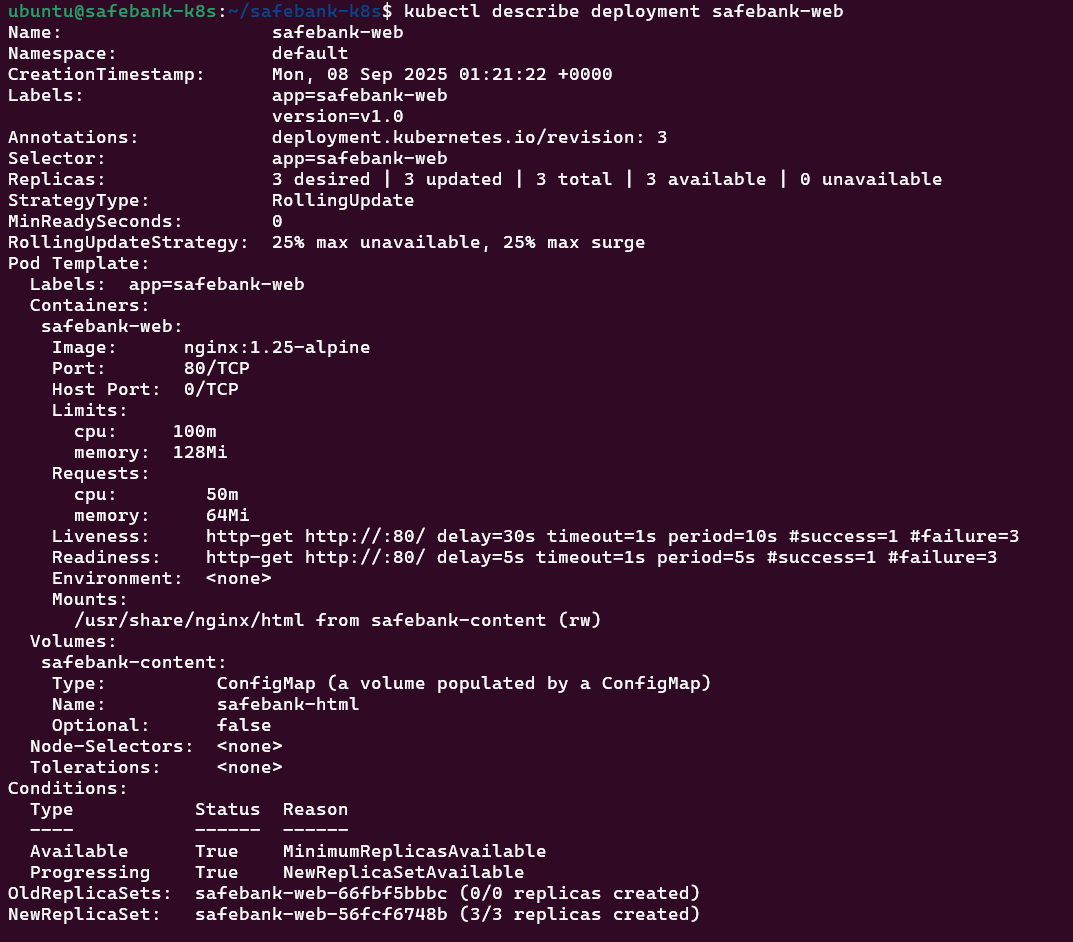 ubuntu@safebank-k8s:~/safebank-k8s$ kubectl describe deployment safebank-web
Name:                   safebank-web
Namespace:              default
CreationTimestamp:      Mon, 08 Sep 2025 01:21:22 +0000
Labels:                 app=safebank-web
                        version=v1.0
Annotations:            deployment.kubernetes.io/revision: 3
Selector:               app=safebank-web
Replicas:               3 desired | 3 updated | 3 total | 3 available | 0 unavailable
StrategyType:           RollingUpdate
MinReadySeconds:        0
RollingUpdateStrategy:  25% max unavailable, 25% max surge
Pod Template:
  Labels:  app=safebank-web
  Containers:
   safebank-web:
    Image:      nginx:1.25-alpine
    Port:       80/TCP
    Host Port:  0/TCP
    Limits:
      cpu:     100m
      memory:  128Mi
    Requests:
      cpu:        50m
      memory:     64Mi
    Liveness:     http-get http://:80/ delay=30s timeout=1s period=10s #success=1 #failure=3
    Readiness:    http-get http://:80/ delay=5s timeout=1s period=5s #success=1 #failure=3
    Environment:  <none>
    Mounts:
      /usr/share/nginx/html from safebank-content (rw)
  Volumes:
   safebank-content:
    Type:          ConfigMap (a volume populated by a ConfigMap)
    Name:          safebank-html
    Optional:      false
  Node-Selectors:  <none>
  Tolerations:     <none>
Conditions:
  Type           Status  Reason
  ----           ------  ------
  Available      True    MinimumReplicasAvailable
  Progressing    True    NewReplicaSetAvailable
OldReplicaSets:  safebank-web-66fbf5bbbc (0/0 replicas created)
NewReplicaSet:   safebank-web-56fcf6748b (3/3 replicas created)